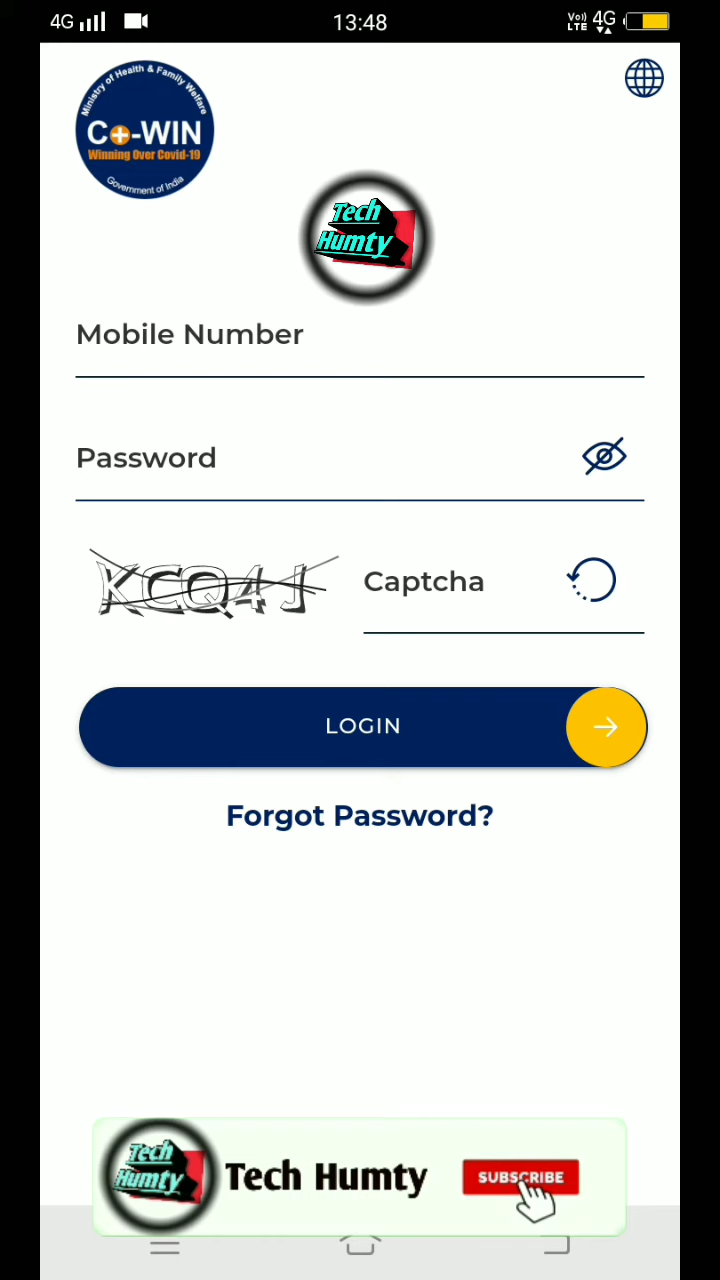 4G
13:48
Vo))
LTE
4G
Ministry of Health & Family Welfare
Co-WIN
Winning Over Covid-19
Government of India
Tech
Humty
Mobile Number
Password
KCQ4J
Captcha
LOGIN
Forgot Password?
Tech
Humty
Tech Humty
SUBSCRIBE